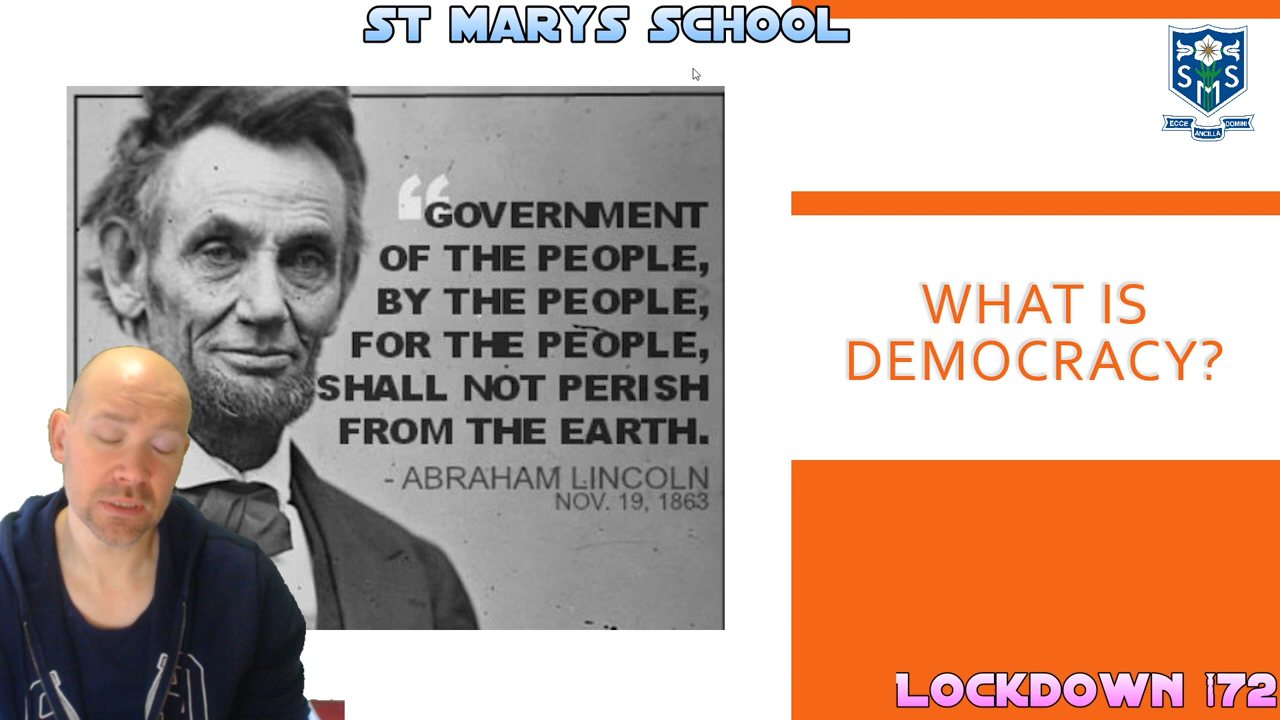 ST MARYS SCHOOL
S M S
ECCE ANCILLA DOMINI
“GOVERNMENT
OF THE PEOPLE,
BY THE PEOPLE,
FOR THE PEOPLE,
SHALL NOT PERISH
FROM THE EARTH.
- ABRAHAM LINCOLN
NOV. 19, 1863
WHAT IS
DEMOCRACY?
LOCKDOWN 172